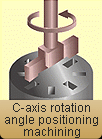 C-axis rotation
angle positioning
machining